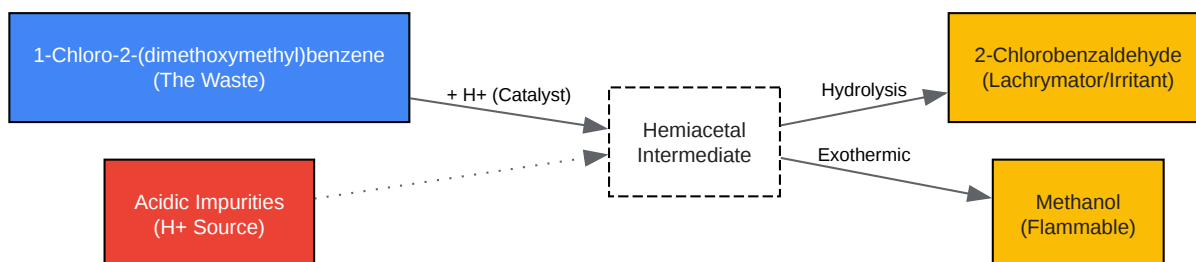 1-Chloro-2-(dimethoxymethyl)benzene
(The Waste)
Acidic Impurities
(H+ Source)
+ H+ (Catalyst)
Hemiacetal
Intermediate
Hydrolysis
Exothermic
2-Chlorobenzaldehyde
(Lachrymator/Irritant)
Methanol
(Flammable)